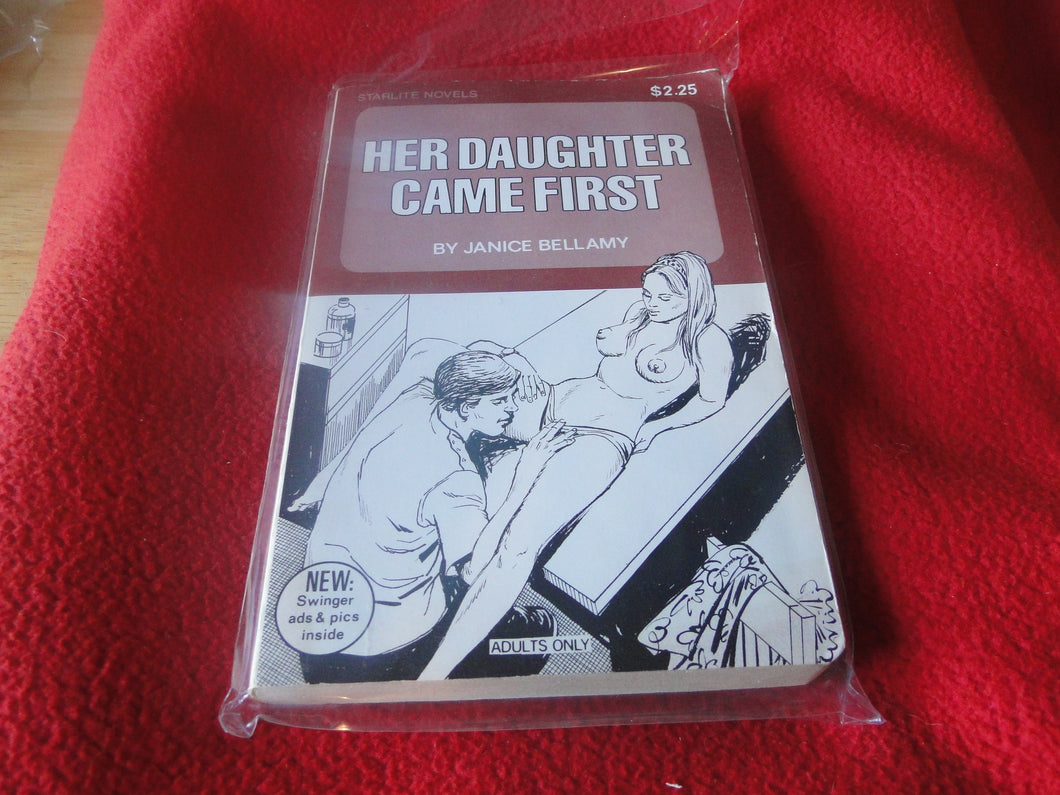 STARLITE NOVELS
$2.25
HER DAUGHTER
CAME FIRST
BY JANICE BELLAMY
NEW:
Swinger
ads & pics
inside
ADULTS ONLY